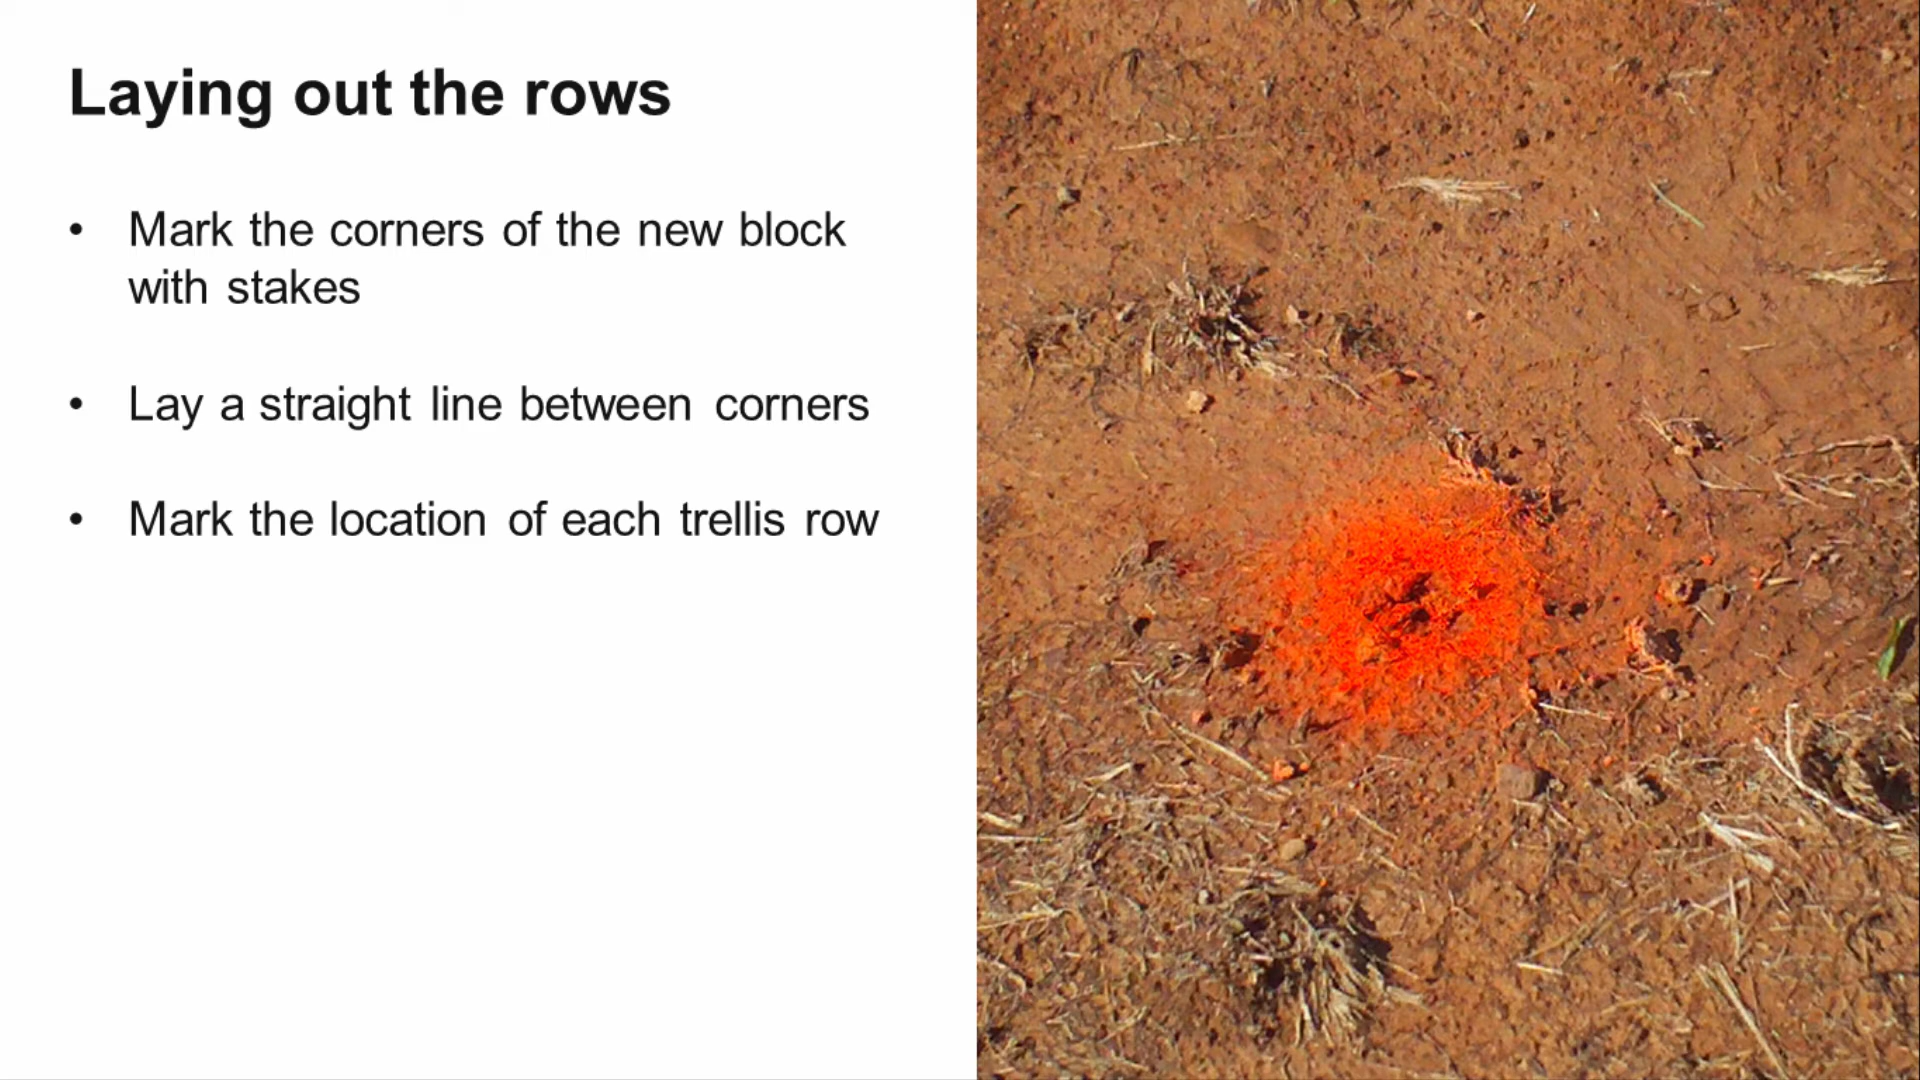 Laying out the rows
• Mark the corners of the new block
with stakes
• Lay a straight line between corners
• Mark the location of each trellis row